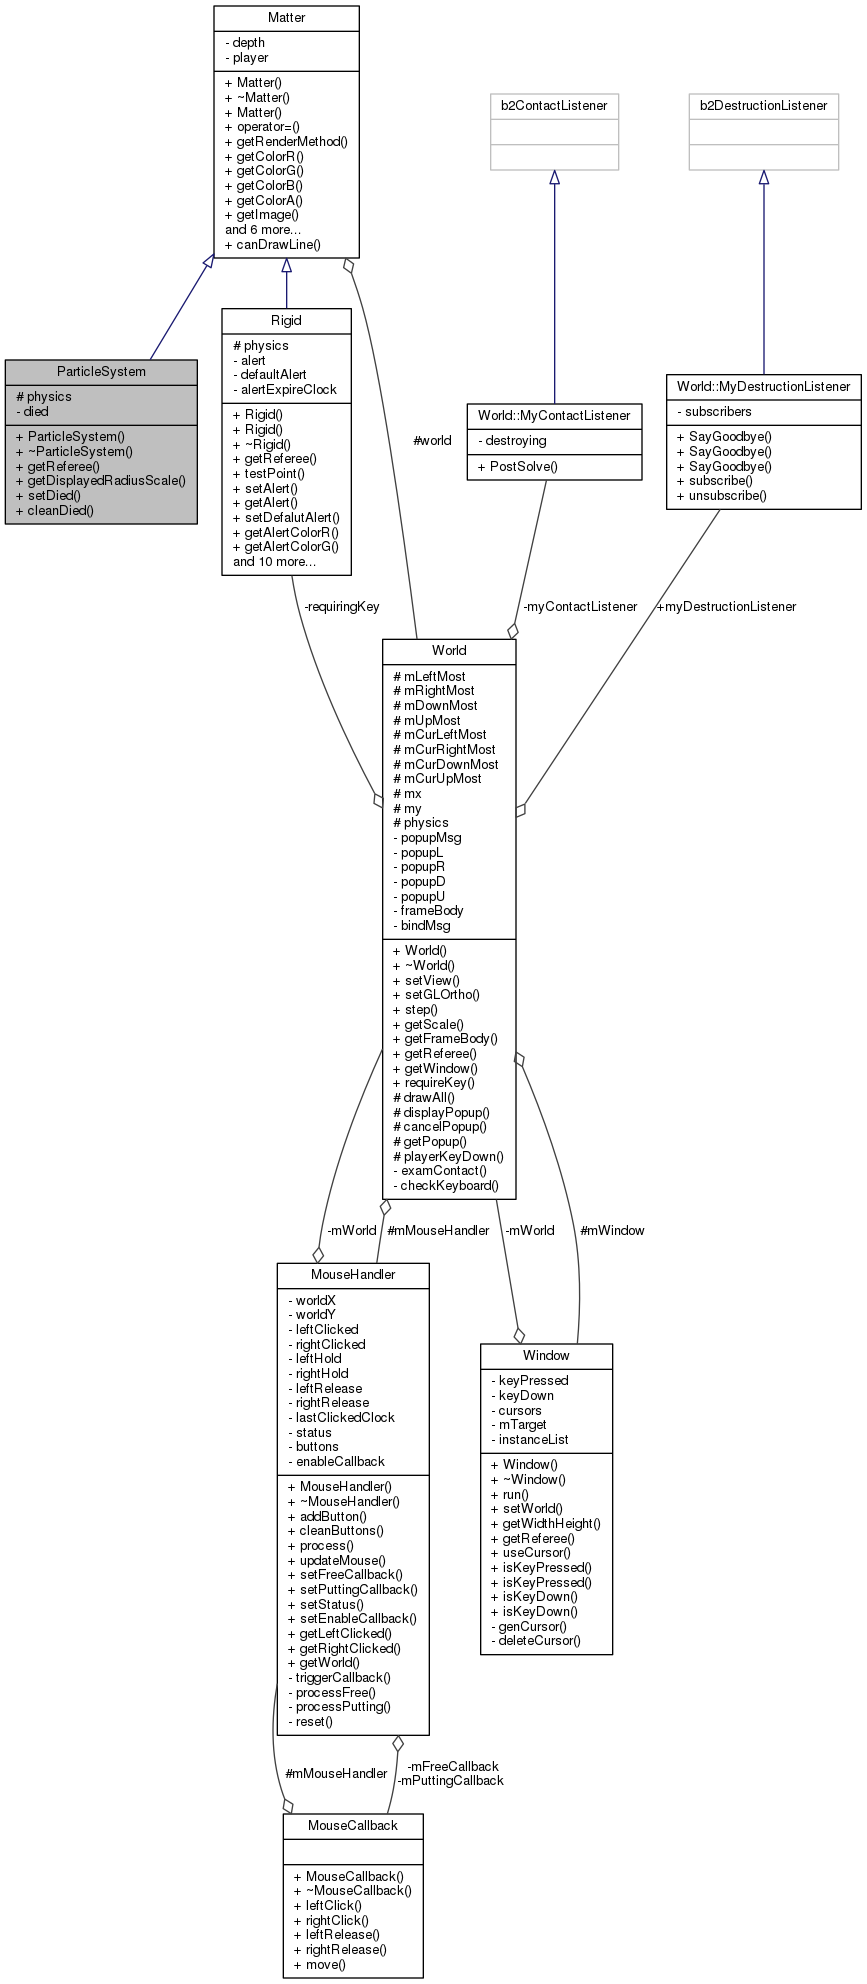 Matter
- depth
- player
+ Matter()
+ ~Matter()
+ Matter()
+ operator=()
+ getRenderMethod()
+ getColorR()
+ getColorG()
+ getColorB()
+ getColorA()
+ getImage()
and 6 more...
+ canDrawLine()
b2ContactListener
b2DestructionListener
ParticleSystem
# physics
- died
+ ParticleSystem()
+ ~ParticleSystem()
+ getReferee()
+ getDisplayedRadiusScale()
+ setDied()
+ cleanDied()
Rigid
# physics
- alert
- defaultAlert
- alertExpireClock
+ Rigid()
+ Rigid()
+ ~Rigid()
+ getReferee()
+ testPoint()
+ setAlert()
+ getAlert()
+ setDefalutAlert()
+ getAlertColorR()
+ getAlertColorG()
and 10 more...
#world
World::MyContactListener
- destroying
+ PostSolve()
World::MyDestructionListener
- subscribers
+ SayGoodbye()
+ SayGoodbye()
+ SayGoodbye()
+ subscribe()
+ unsubscribe()
-requiringKey
-myContactListener
+myDestructionListener
World
# mLeftMost
# mRightMost
# mDownMost
# mUpMost
# mCurLeftMost
# mCurRightMost
# mCurDownMost
# mCurUpMost
# mx
# my
# physics
- popupMsg
- popupL
- popupR
- popupD
- popupU
- frameBody
- bindMsg
+ World()
+ ~World()
+ setView()
+ setGLOrtho()
+ step()
+ getScale()
+ getFrameBody()
+ getReferee()
+ getWindow()
+ requireKey()
# drawAll()
# displayPopup()
# cancelPopup()
# getPopup()
# playerKeyDown()
- examContact()
- checkKeyboard()
-mWorld
#mMouseHandler
-mWorld
#mWindow
MouseHandler
- worldX
- worldY
- leftClicked
- rightClicked
- leftHold
- rightHold
- leftRelease
- rightRelease
- lastClickedClock
- status
- buttons
- enableCallback
+ MouseHandler()
+ ~MouseHandler()
+ addButton()
+ cleanButtons()
+ process()
+ updateMouse()
+ setFreeCallback()
+ setPuttingCallback()
+ setStatus()
+ setEnableCallback()
+ getLeftClicked()
+ getRightClicked()
+ getWorld()
- triggerCallback()
- processFree()
- processPutting()
- reset()
Window
- keyPressed
- keyDown
- cursors
- mTarget
- instanceList
+ Window()
+ ~Window()
+ run()
+ setWorld()
+ getWidthHeight()
+ getReferee()
+ useCursor()
+ isKeyPressed()
+ isKeyPressed()
+ isKeyDown()
+ isKeyDown()
- genCursor()
- deleteCursor()
#mMouseHandler
-mFreeCallback
-mPuttingCallback
MouseCallback
+ MouseCallback()
+ ~MouseCallback()
+ leftClick()
+ rightClick()
+ leftRelease()
+ rightRelease()
+ move()